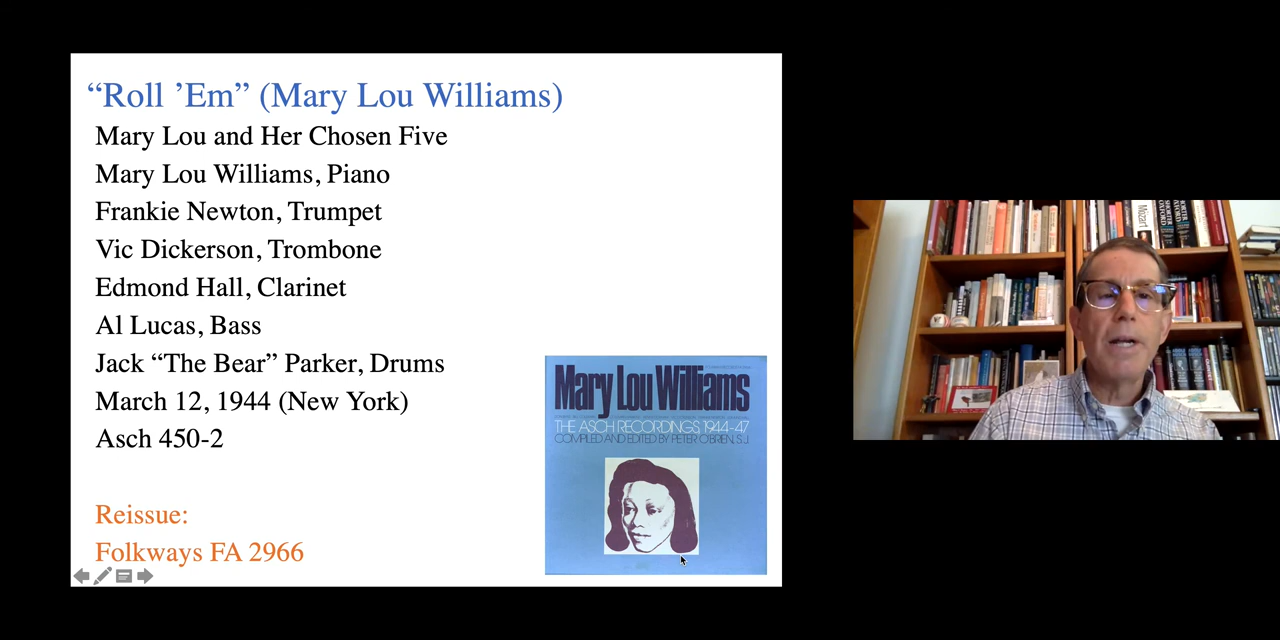 “Roll ’Em” (Mary Lou Williams)
Mary Lou and Her Chosen Five
Mary Lou Williams, Piano
Frankie Newton, Trumpet
Vic Dickerson, Trombone
Edmond Hall, Clarinet
Al Lucas, Bass
Jack “The Bear” Parker, Drums
March 12, 1944 (New York)
Asch 450-2
Reissue:
Folkways FA 2966
Mary Lou Williams
THE ASCH RECORDINGS 1944-47
COMPILED AND EDITED BY PETER O'BRIEN, S.J.
Mozart
SHORTER
OXFORD